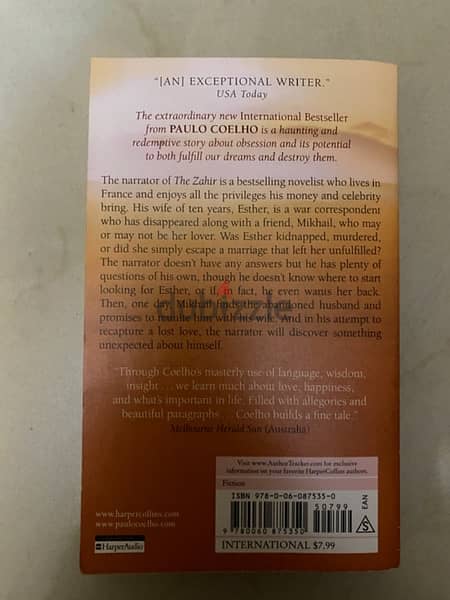 "[AN] EXCEPTIONAL WRITER."
USA Today
The extraordinary new International Bestseller
from PAULO COELHO is a haunting and
redemptive story about obsession and its potential
to both fulfill our dreams and destroy them.
The narrator of The Zahir is a bestselling novelist who lives in
France and enjoys all the privileges his money and celebrity
bring. His wife of ten years, Esther, is a war correspondent
who has disappeared along with a friend, Mikhail, who may
or may not be her lover. Was Esther kidnapped, murdered,
or did she simply escape a marriage that left her unfulfilled?
The narrator doesn't have any answers but he has plenty of
questions of his own, though he doesn't know where to start
looking for Esther, or if, in fact, he even wants her back.
Then, one day Mikhail finds the abandoned husband and
promises to reunite him with his wife. And in his attempt to
recapture a lost love, the narrator will discover something
unexpected about himself.
dubizzle
"Through Coelho's masterly use of language, wisdom,
insight . . . we learn much about love, happiness,
and what's important in life. Filled with allegories and
beautiful paragraphs . . . Coelho builds a fine tale."
Melbourne Herald Sun (Australia)
Visit www.AuthorTracker.com for exclusive
information on your favorite HarperCollins author.
Fiction
ISBN 978-0-06-087535-0
50799
EAN
S
9 780060 875350
INTERNATIONAL $7.99
www.harpercollins.com
www.paulocoelho.com
HarperAudio